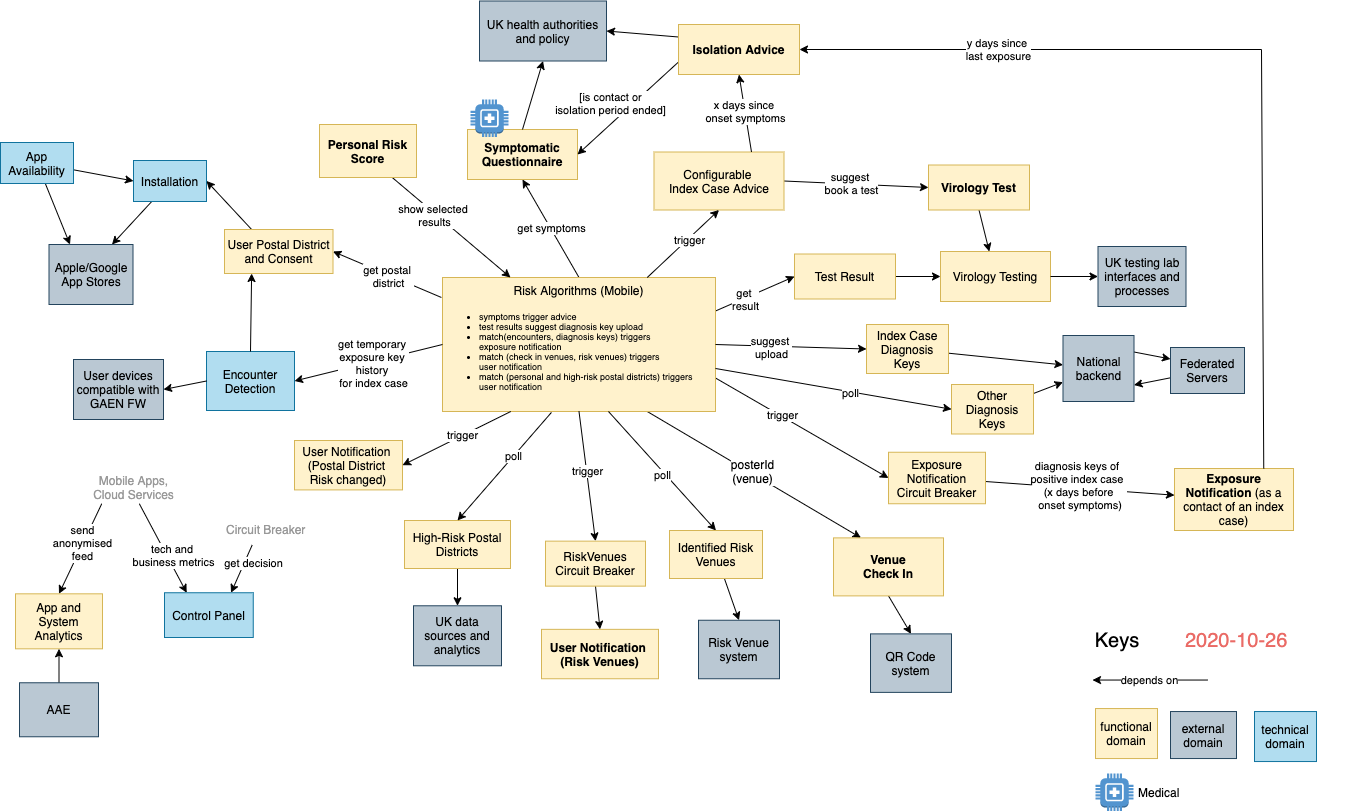 UK health authorities
and policy
Isolation Advice
y days since
last exposure
[is contact or
isolation period ended]
x days since
onset symptoms
Personal Risk
Score
Symptomatic
Questionnaire
App
Availability
Installation
Configurable
Index Case Advice
suggest
book a test
Virology Test
show selected
results
get symptoms
trigger
User Postal District
and Consent
Apple/Google
App Stores
get postal
district
Risk Algorithms (Mobile)
symptoms trigger advice
test results suggest diagnosis key upload
match(encounters, diagnosis keys) triggers
exposure notification
match (check in venues, risk venues) triggers
user notification
match (personal and high-risk postal districts) triggers
user notification
get
result
Test Result
Virology Testing
UK testing lab
interfaces and
processes
get temporary
exposure key
history
for index case
suggest
upload
Index Case
Diagnosis
Keys
National
backend
Federated
Servers
User devices
compatible with
GAEN FW
Encounter
Detection
poll
Other
Diagnosis
Keys
trigger
trigger
User Notification
(Postal District
Risk changed)
poll
trigger
poll
posterId
(venue)
Exposure
Notification
Circuit Breaker
diagnosis keys of
positive index case
(x days before
onset symptoms)
Exposure
Notification (as a
contact of an index
case)
Mobile Apps,
Cloud Services
send
anonymised
feed
tech and
business metrics
Circuit Breaker
get decision
High-Risk Postal
Districts
RiskVenues
Circuit Breaker
Identified Risk
Venues
Venue
Check In
App and
System
Analytics
Control Panel
UK data
sources and
analytics
User Notification
(Risk Venues)
Risk Venue
system
QR Code
system
AAE
Keys
2020-10-26
depends on
functional
domain
external
domain
technical
domain
Medical